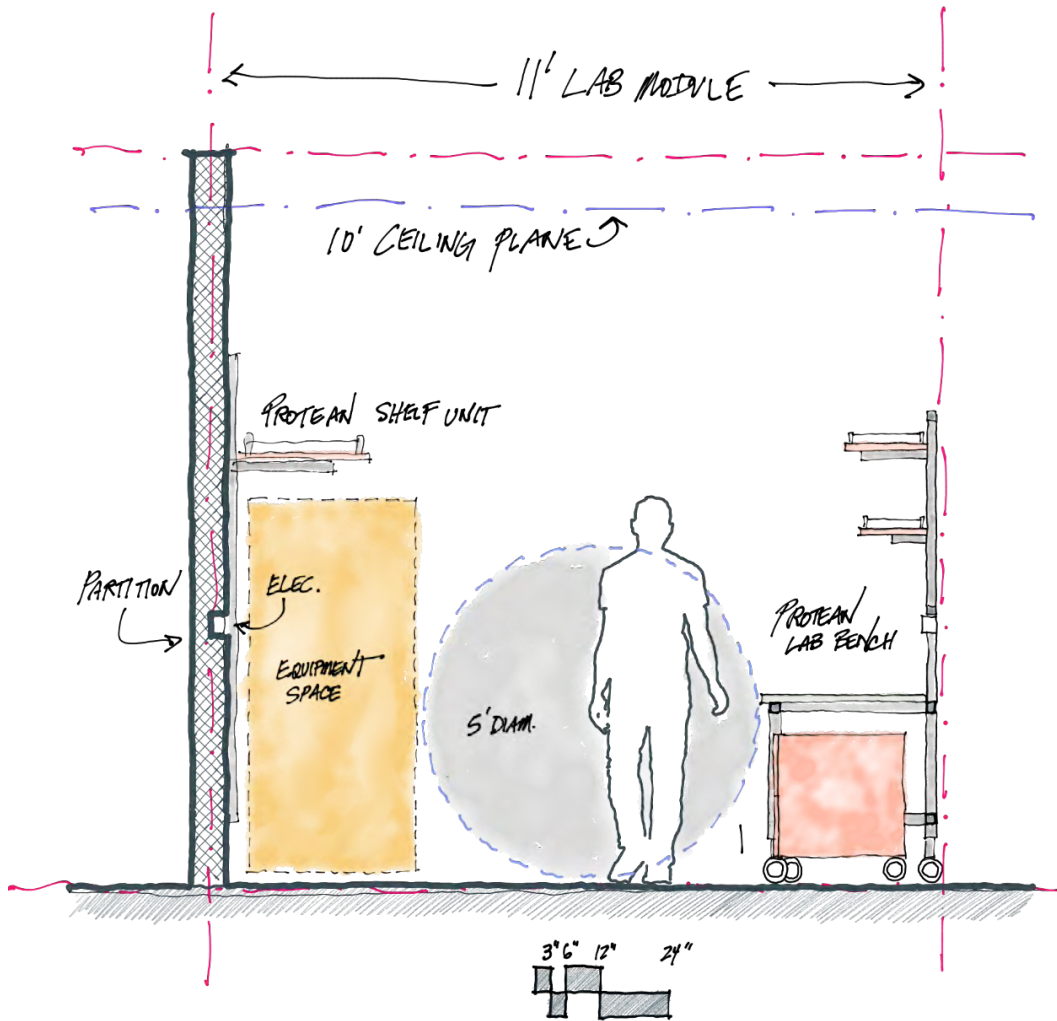 11' LAB MODULE
10' CEILING PLANE
PROTEAN SHELF UNIT
PARTITION
ELEC.
EQUIPMENT
SPACE
5' DIAM.
PROTEAN
LAB BENCH
3" 6" 12" 24"